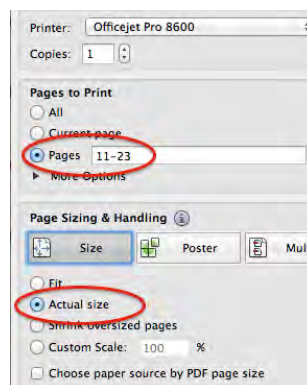 Printer: Officejet Pro 8600
Copies: 1
Pages to Print
All
Current page
Pages 11-23
More Options
Page Sizing & Handling
Size Poster Mul
Fit
Actual size
Shrink oversized pages
Custom Scale: 100 %
Choose paper source by PDF page size